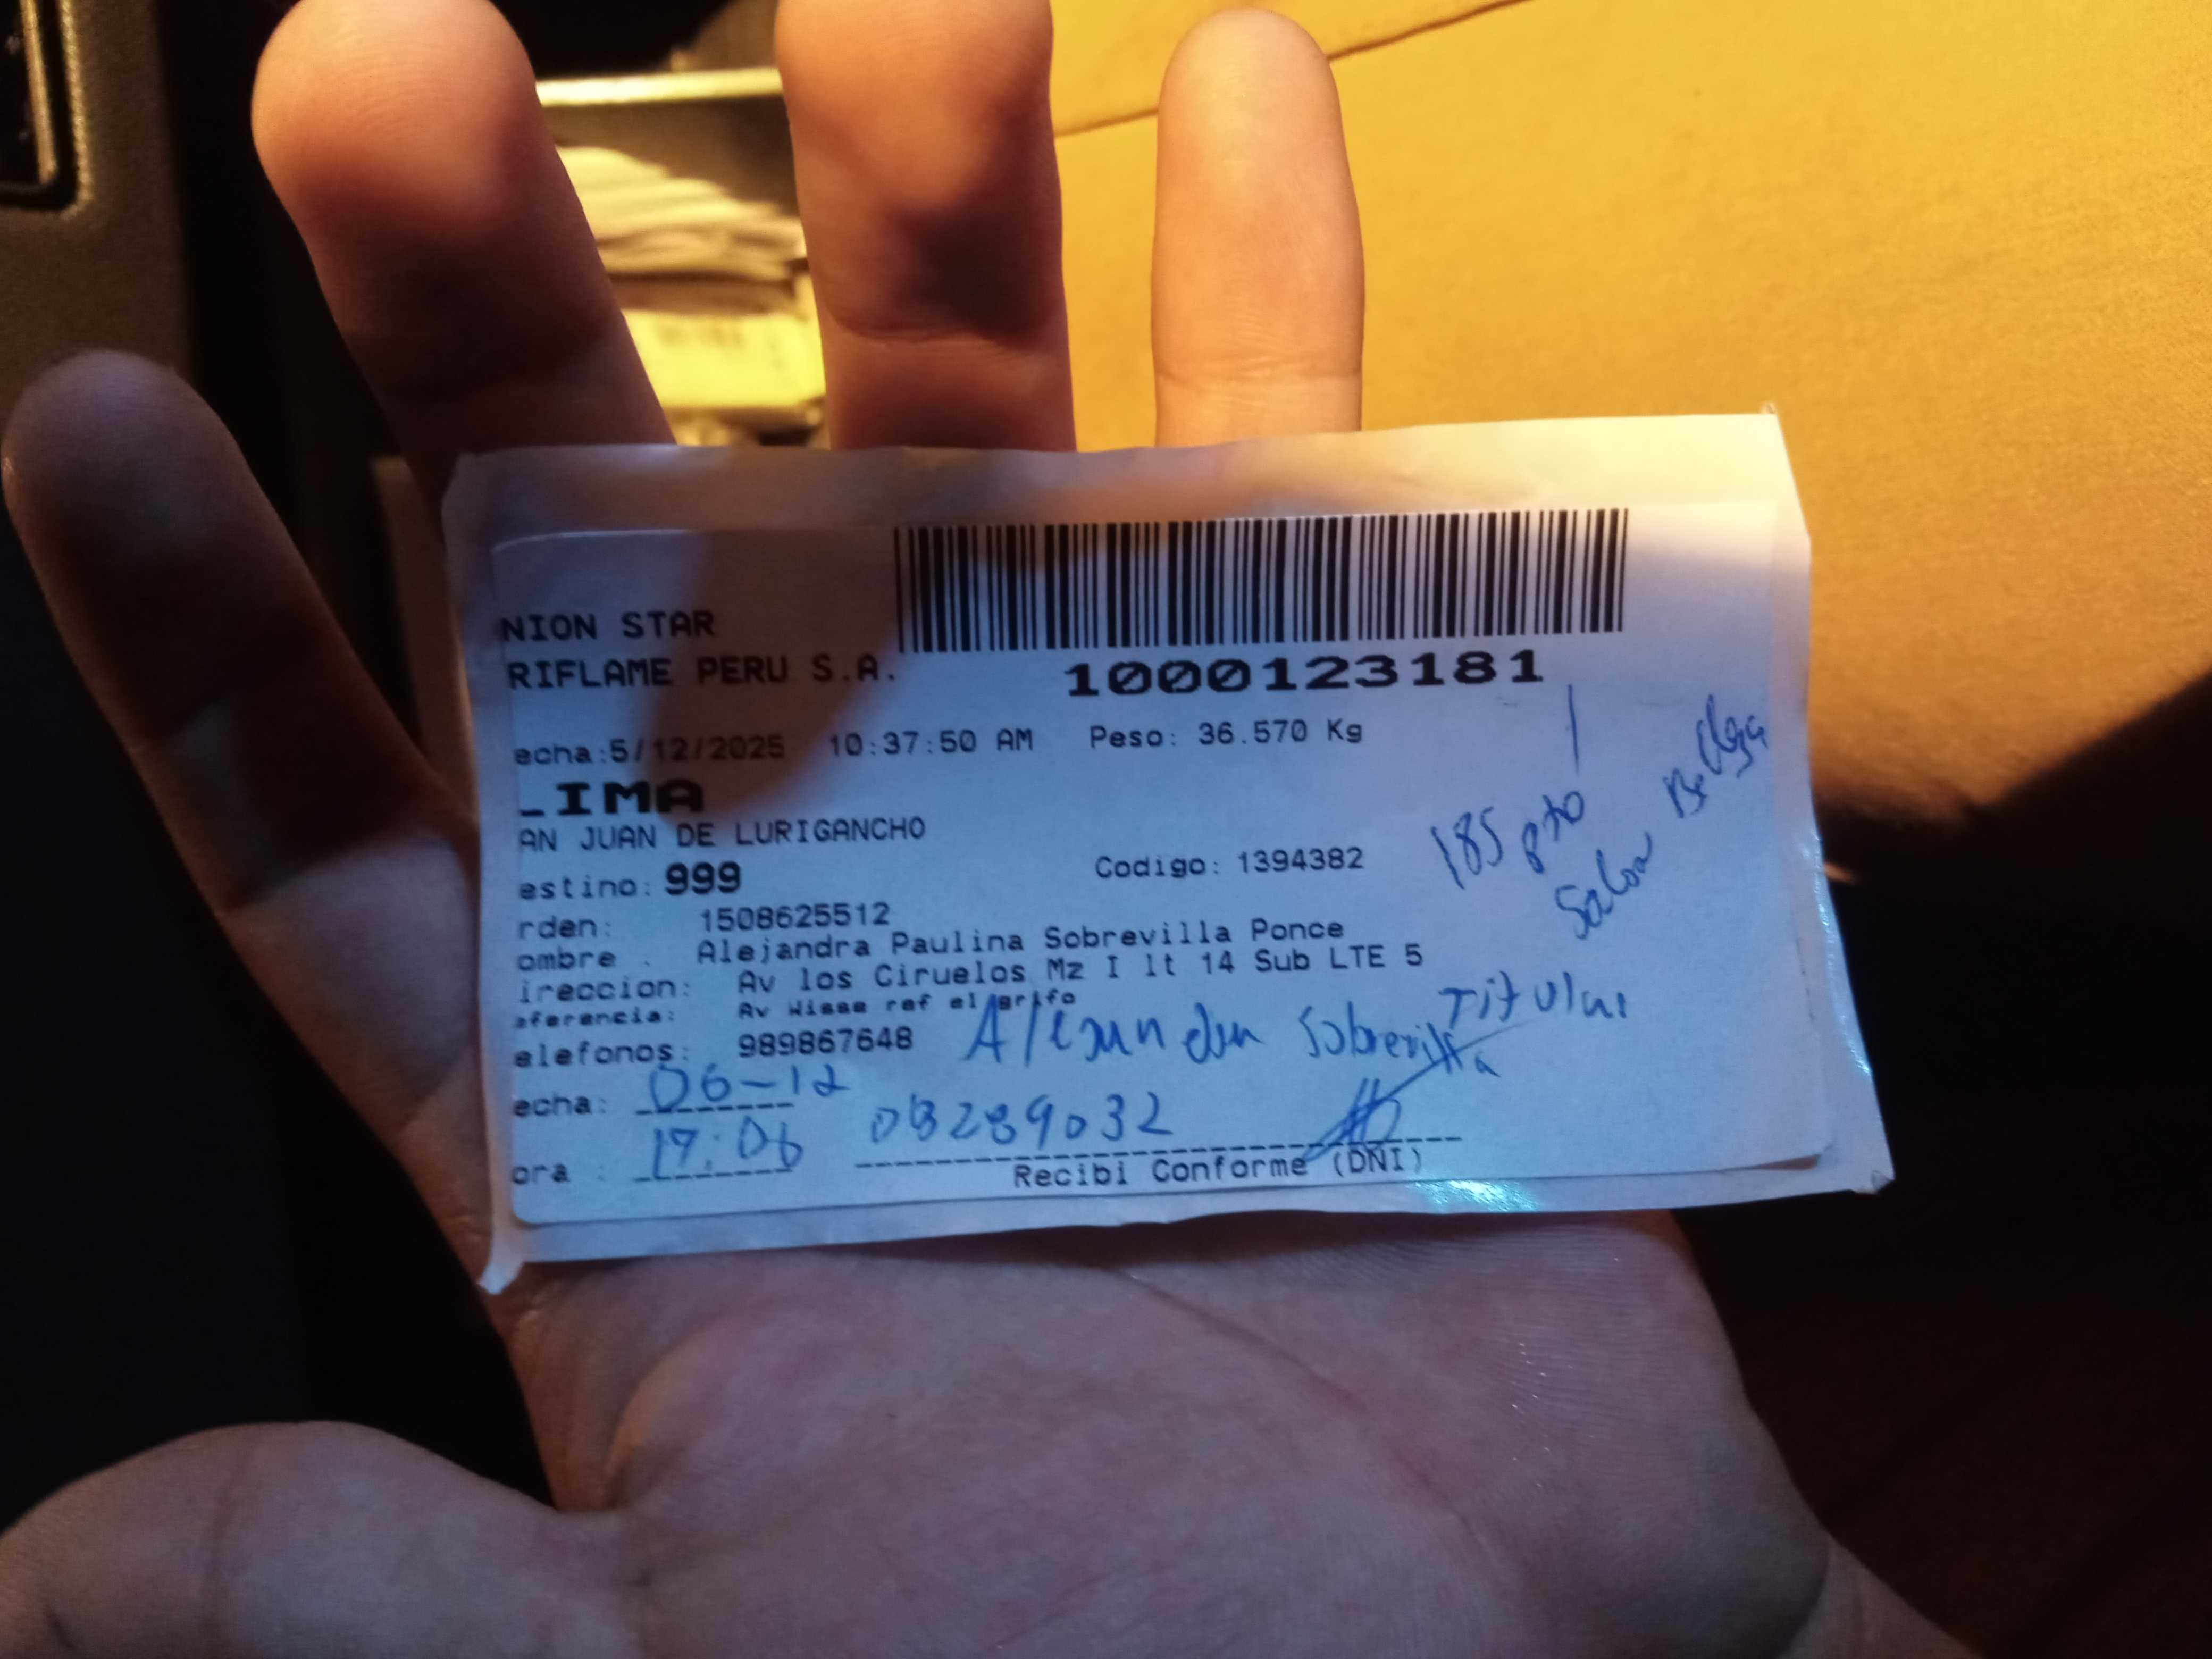 NION STAR
RIFLAME PERU S.A.
1000123181
echa:5/12/2025 10:37:50 AM Peso: 36.570 Kg
LIMA
AN JUAN DE LURIGANCHO
estino: 999 Codigo: 1394382
185 pto
Salon Belleza
rden: 1508625512
ombre . Alejandra Paulina Sobrevilla Ponce
ireccion: Av los Ciruelos Mz I lt 14 Sub LTE 5
eferencia: Av Wiese ref el grifo
Titular
elefonos: 989867648 Sobrevilla
echa: 06-12
ora : 17:06 08289032
Recibi Conforme (DNI)